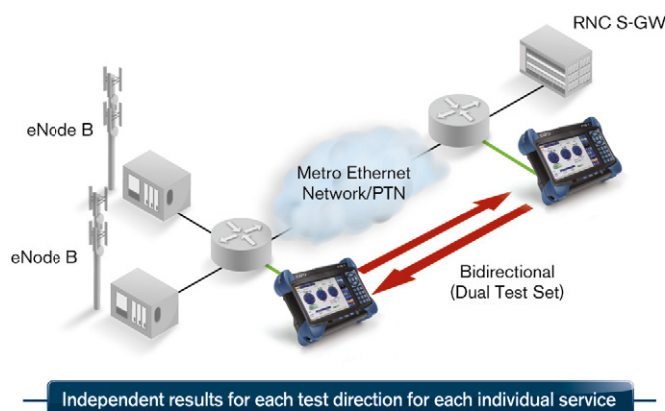 RNC S-GW
eNode B
Metro Ethernet
Network/PTN
eNode B
Bidirectional
(Dual Test Set)
Independent results for each test direction for each individual service